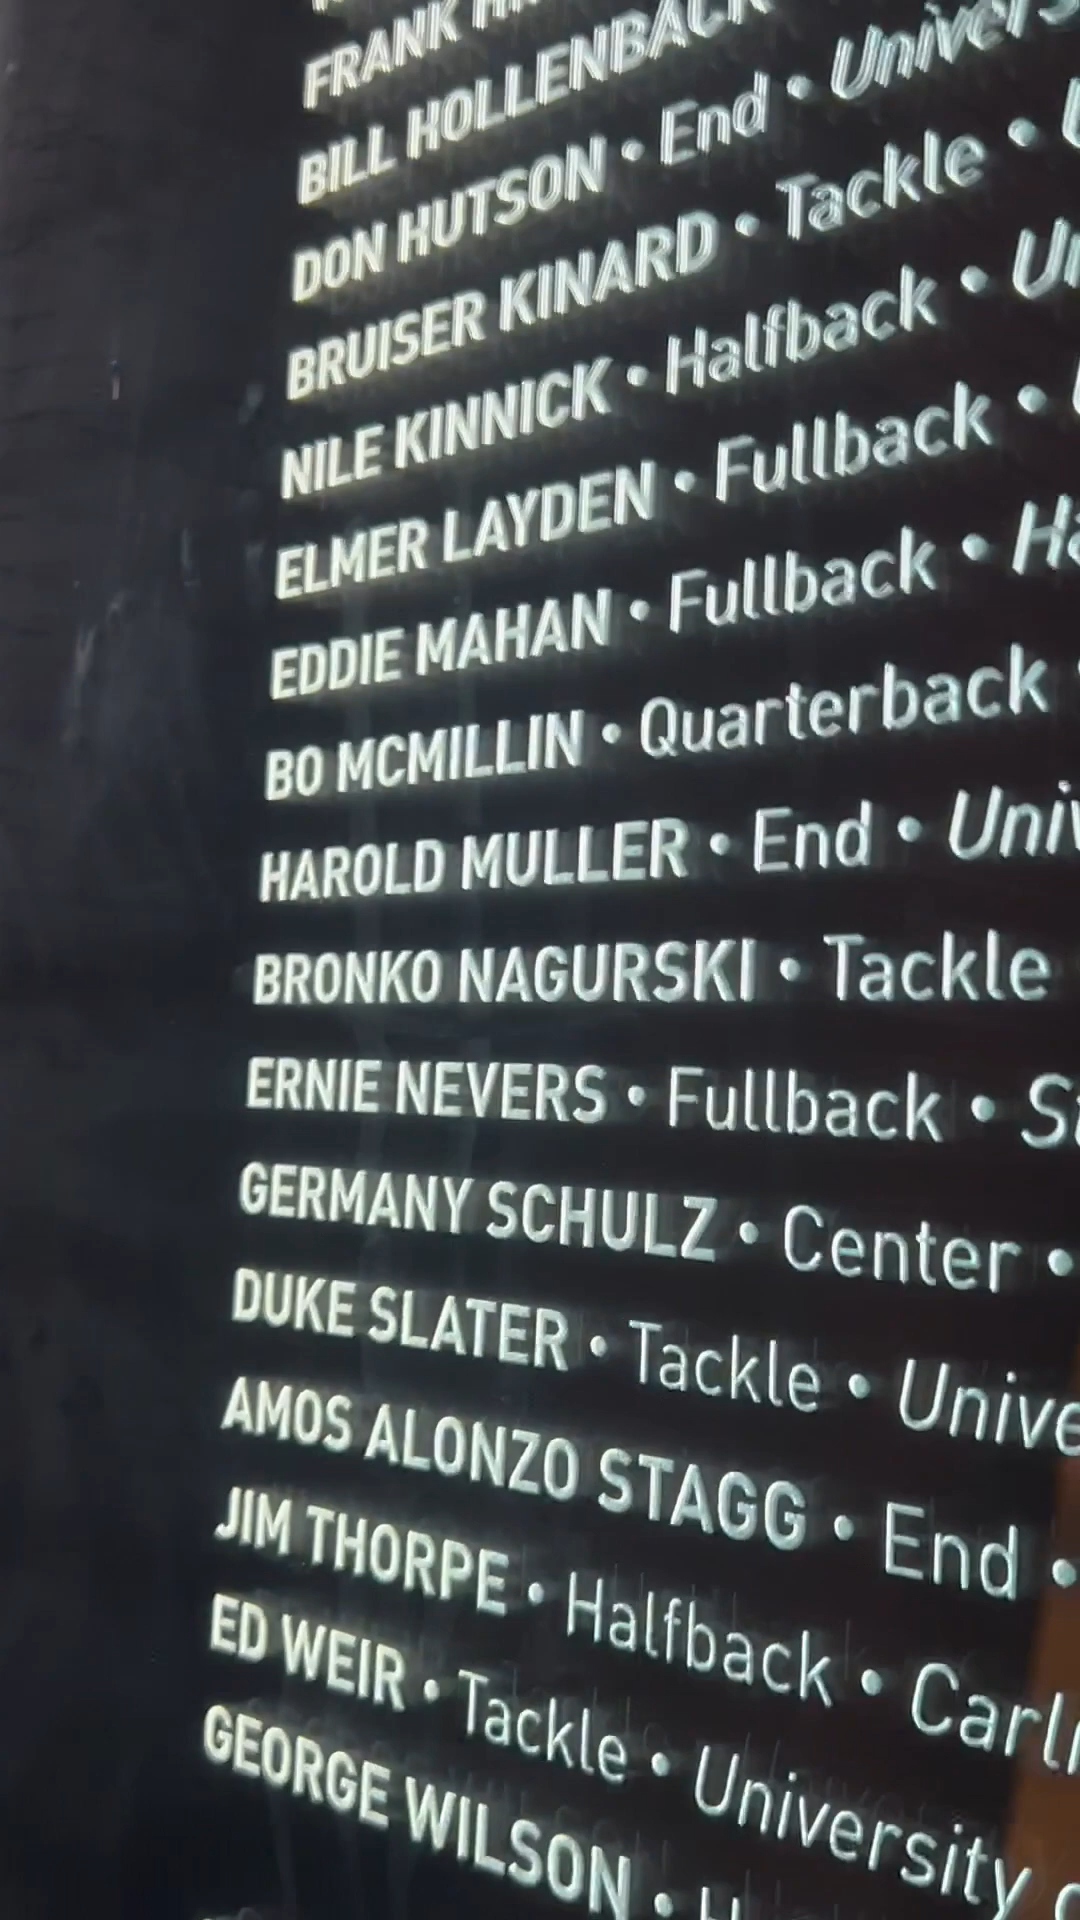 FRANK
BILL HOLLENBACK
DON HUTSON • End •
BRUISER KINARD • Tackle •
NILE KINNICK • Halfback •
ELMER LAYDEN • Fullback •
EDDIE MAHAN • Fullback •
BO MCMILLIN • Quarterback
HAROLD MULLER • End •
BRONKO NAGURSKI • Tackle
ERNIE NEVERS • Fullback •
GERMANY SCHULZ • Center •
DUKE SLATER • Tackle •
AMOS ALONZO STAGG • End •
JIM THORPE • Halfback •
ED WEIR • Tackle • University
GEORGE WILSON •